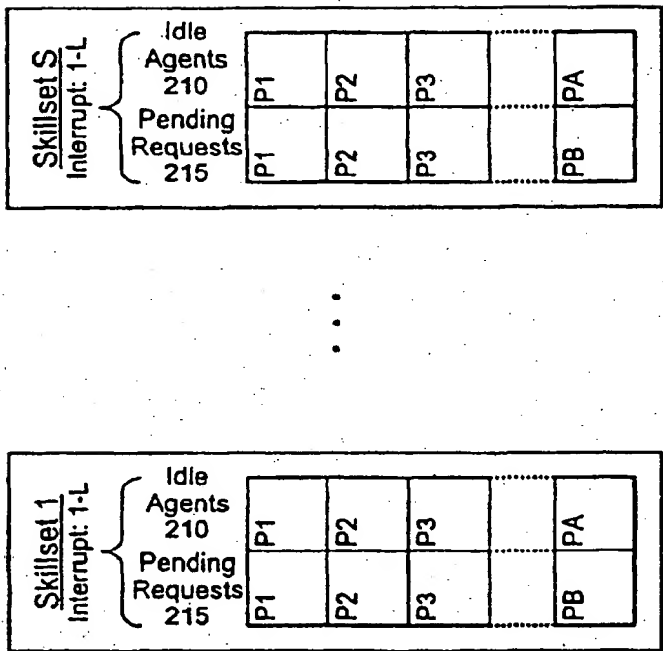 Skillset S
Interrupt: 1-L
Idle
Agents
210
P1
P2
P3
PA
Pending
Requests
215
P1
P2
P3
PB
Skillset 1
Interrupt: 1-L
Idle
Agents
210
P1
P2
P3
PA
Pending
Requests
215
P1
P2
P3
PB